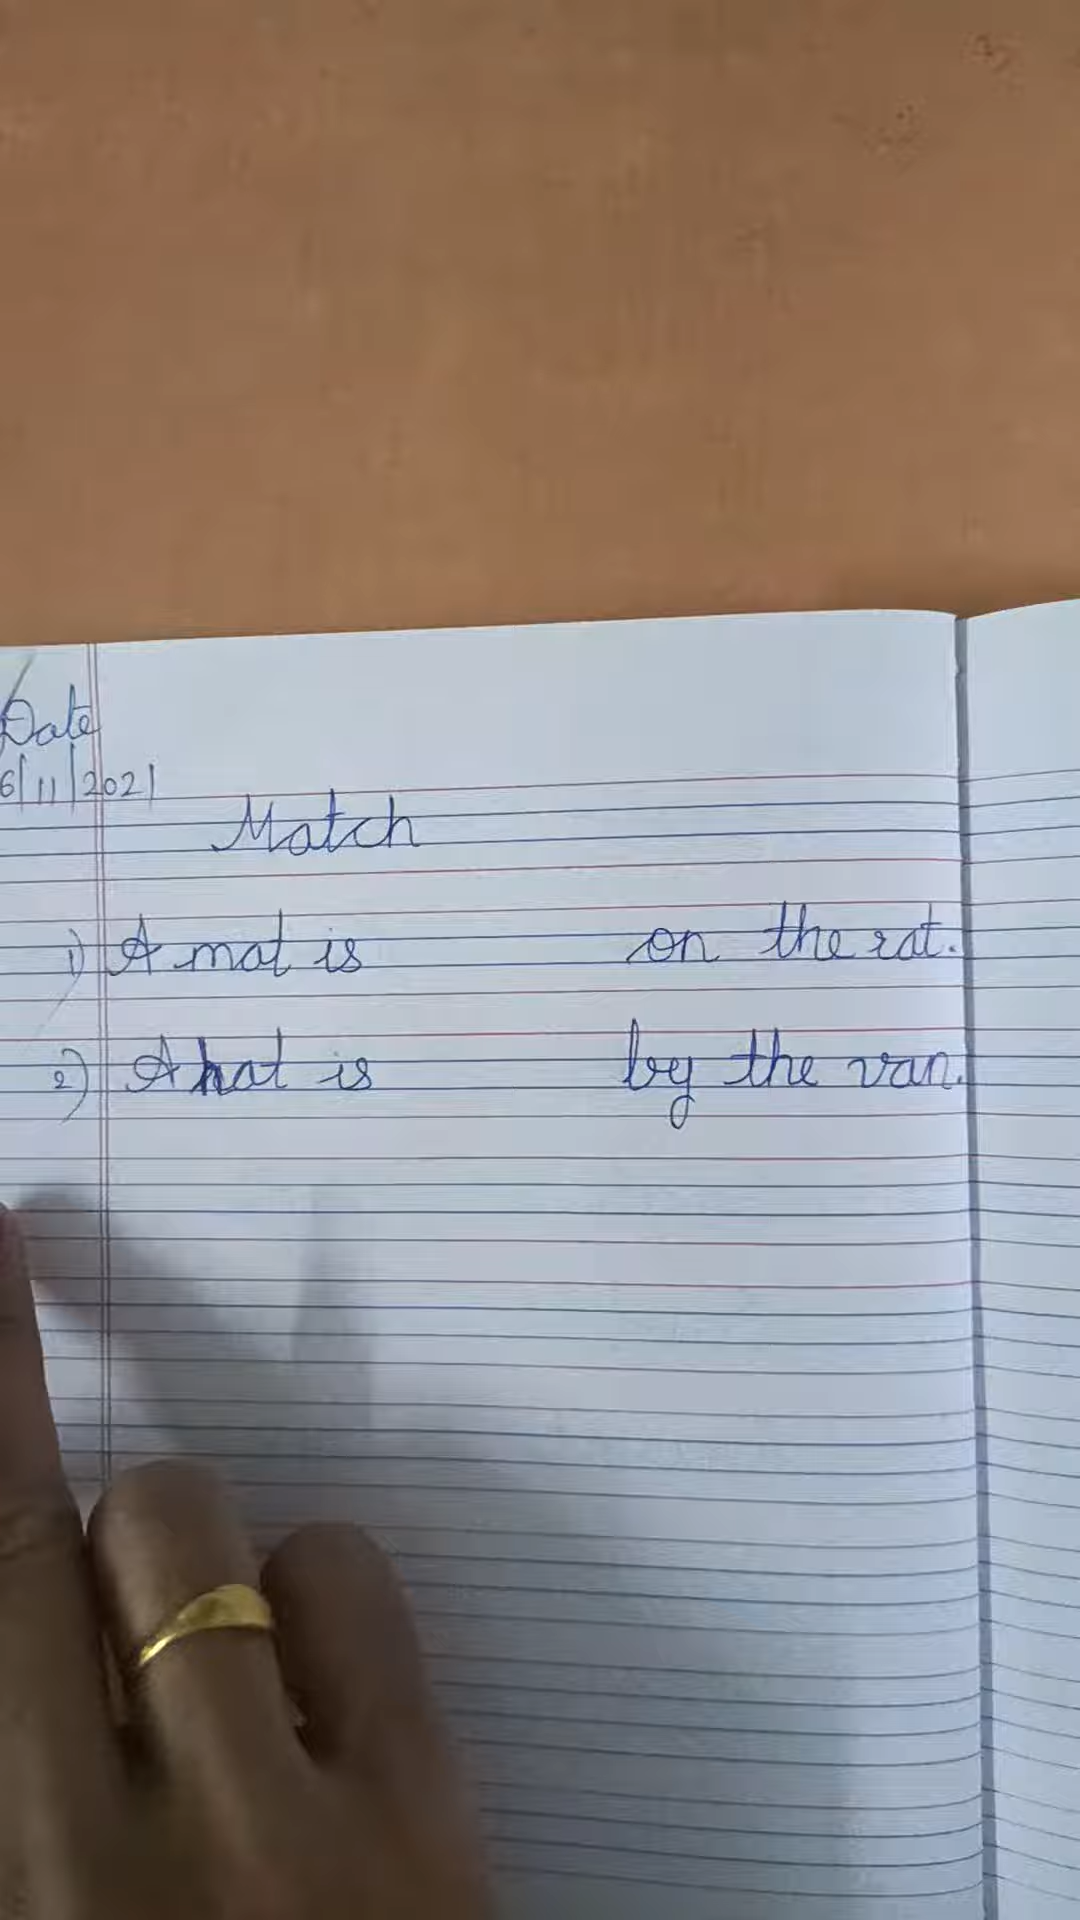 Date
6/11/2021
Match
1) A mat is on the rat.
2) A hat is by the van.